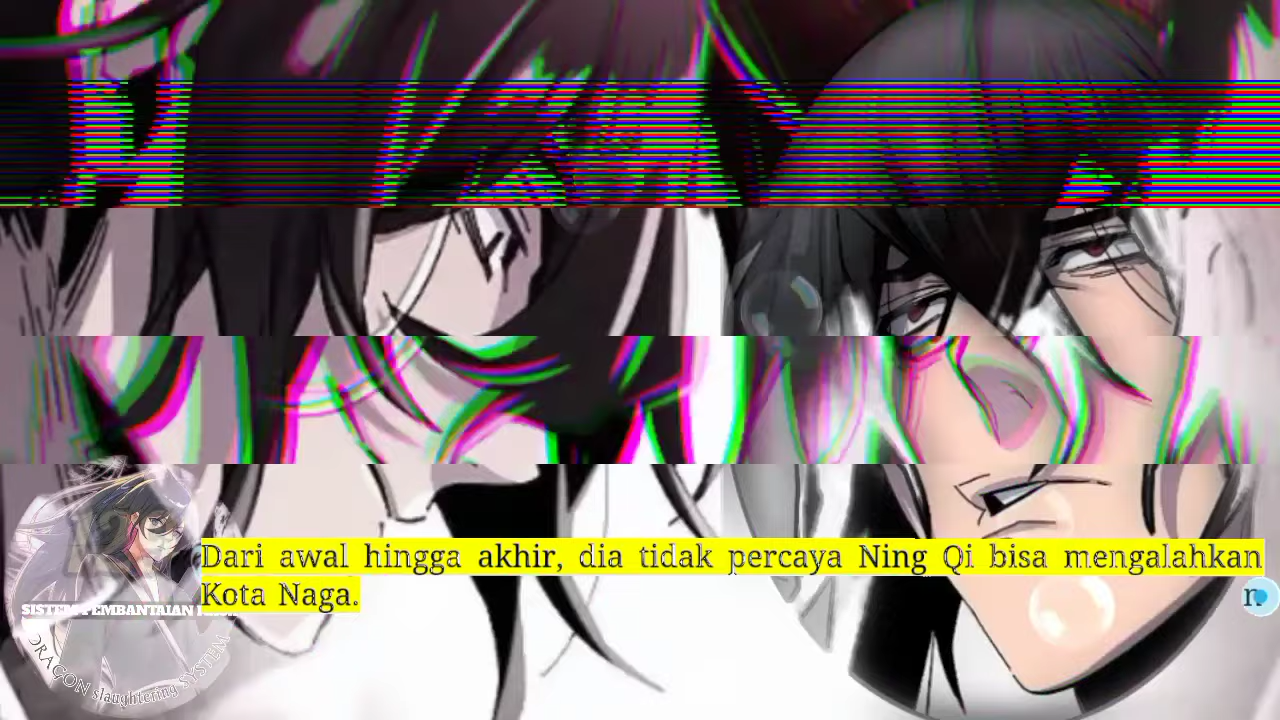 Dari awal hingga akhir, dia tidak percaya Ning Qi bisa mengalahkan
Kota Naga.
n
SISTEM PEMBANTAIAN
DRAGON slaughtering SYSTEM